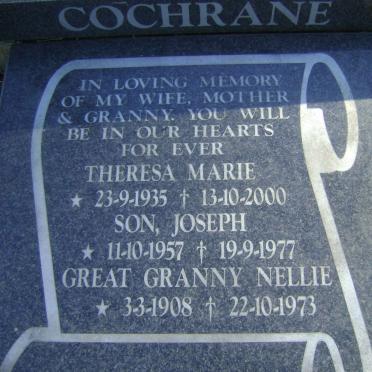 COCHRANE
IN LOVING MEMORY
OF MY WIFE, MOTHER
& GRANNY. YOU WILL
BE IN OUR HEARTS
FOR EVER
THERESA MARIE
★ 23-9-1935 † 13-10-2000
SON, JOSEPH
★ 11-10-1957 † 19-9-1977
GREAT GRANNY NELLIE
★ 3-3-1908 † 22-10-1973